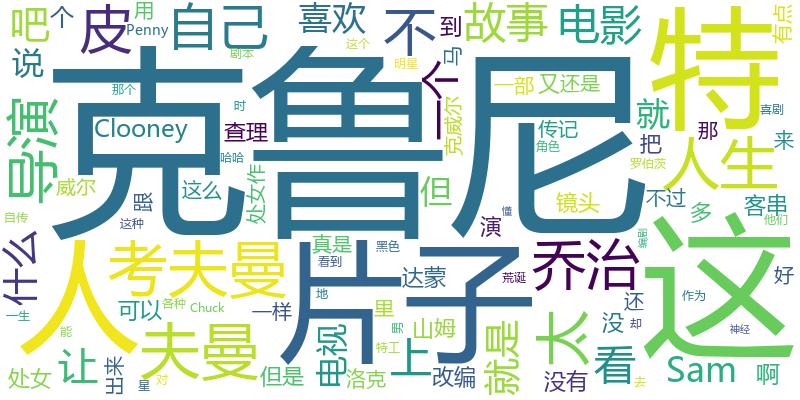 吧
个
皮
用
Penny
自己
剧本
喜欢
这个
不
到
马
故事
电影
特
有点
说
那个
明星
一个
一部
又还是
喜剧
克鲁尼
导演
Clooney
时
哈哈
查理
克威尔
传记
角色
就
把
那
人生
来
罗伯茨
威尔
跟
这么
处女作
但
镜头
不过
多
客串
他们
自传
这种
真是
黑色
演
懂
编剧
什么
人
考夫曼
片子
看到
达蒙
荒诞
乔治
这
好
还
作为
一生
可以
各种
Chuck
一样
地
里
山姆
没
却
能
夫曼
电视
男
特工
上
就是
太
看
神经
处女
让
出来
星
对
但是
洛克
改编
没有
去
Sam
啊